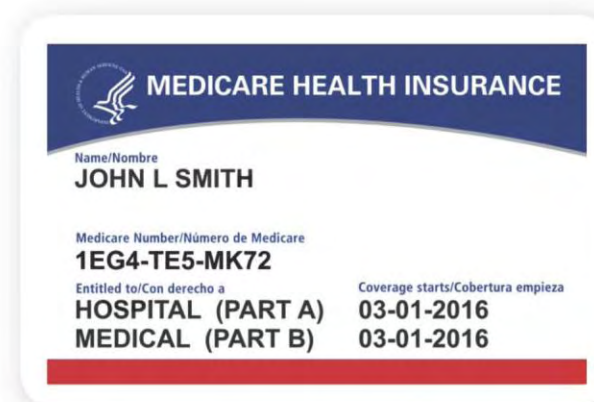 MEDICARE HEALTH INSURANCE
Name/Nombre
JOHN L SMITH
Medicare Number/Número de Medicare
1EG4-TE5-MK72
Entitled to/Con derecho a
Coverage starts/Cobertura empieza
HOSPITAL (PART A) 03-01-2016
MEDICAL (PART B) 03-01-2016